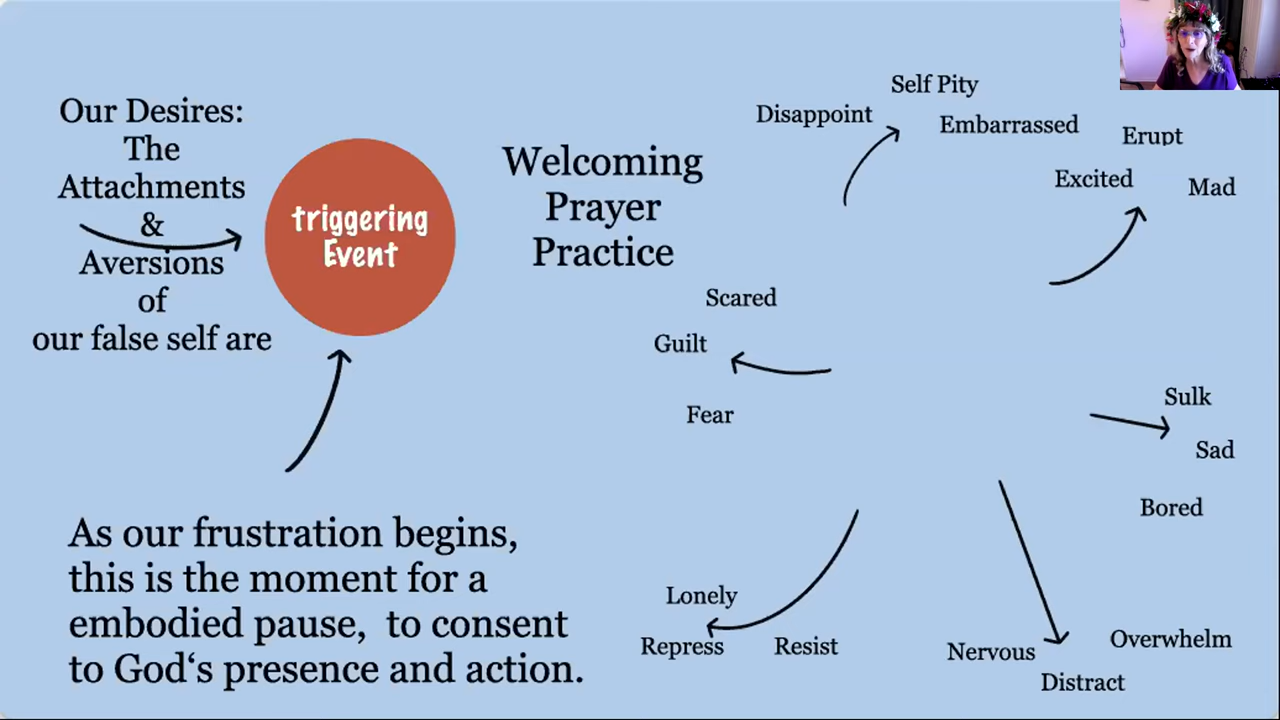 Our Desires:
The
Attachments
&
Aversions
of
our false self are
triggering
Event
Welcoming
Prayer
Practice
As our frustration begins,
this is the moment for a
embodied pause,  to consent
to God‘s presence and action.
Self Pity
Disappoint
Embarrassed
Erupt
Excited
Mad
Scared
Guilt
Fear
Sulk
Sad
Bored
Lonely
Repress
Resist
Nervous
Overwhelm
Distract